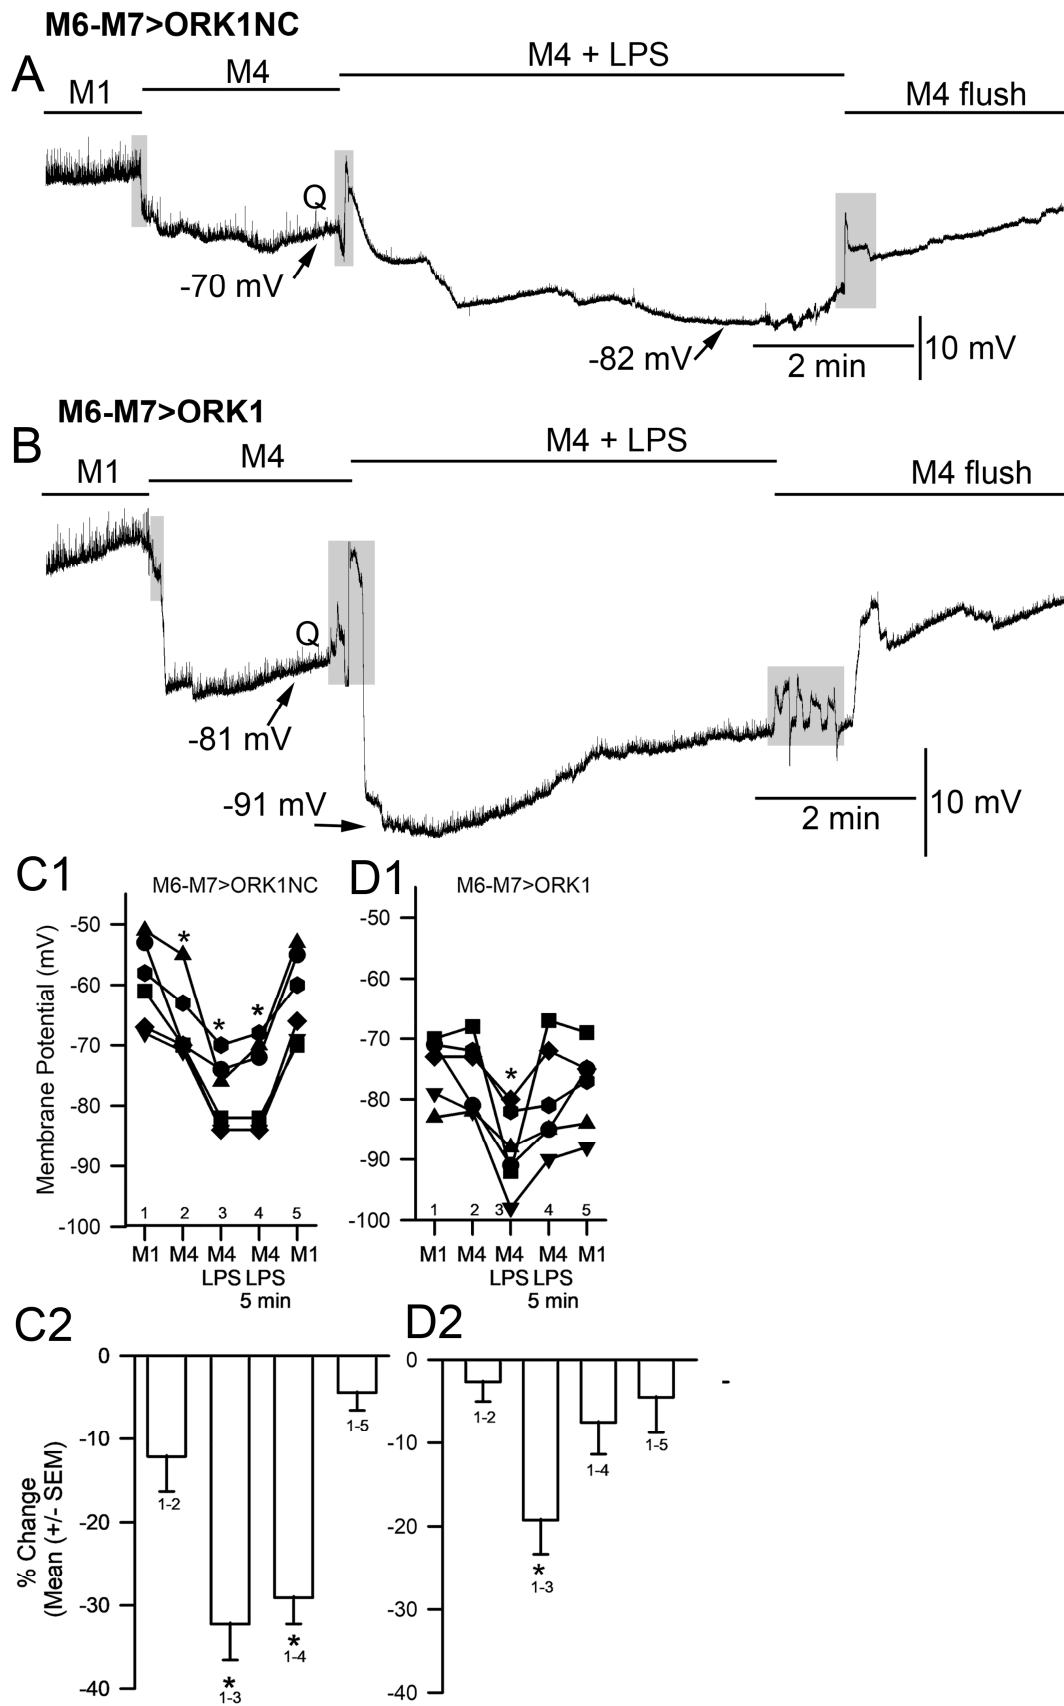 M6-M7>ORK1NC
A
M1
M4
M4 + LPS
M4 flush
Q
-70 mV
-82 mV
2 min
10 mV
M6-M7>ORK1
B
M1
M4
M4 + LPS
M4 flush
Q
-81 mV
-91 mV
2 min
10 mV
C1
M6-M7>ORK1NC
Membrane Potential (mV)
-50
-60
-70
-80
-90
-100
*
*
*
1 2 3 4 5
M1 M4 M4 M4 M1
LPS LPS
5 min
D1
M6-M7>ORK1
-50
-60
-70
-80
-90
-100
*
1 2 3 4 5
M1 M4 M4 M4 M1
LPS LPS
5 min
C2
% Change
(Mean (+/- SEM)
0
-10
-20
-30
-40
1-2
*
1-3
*
1-4
1-5
D2
0
-10
-20
-30
-40
1-2
*
1-3
1-4
1-5
-